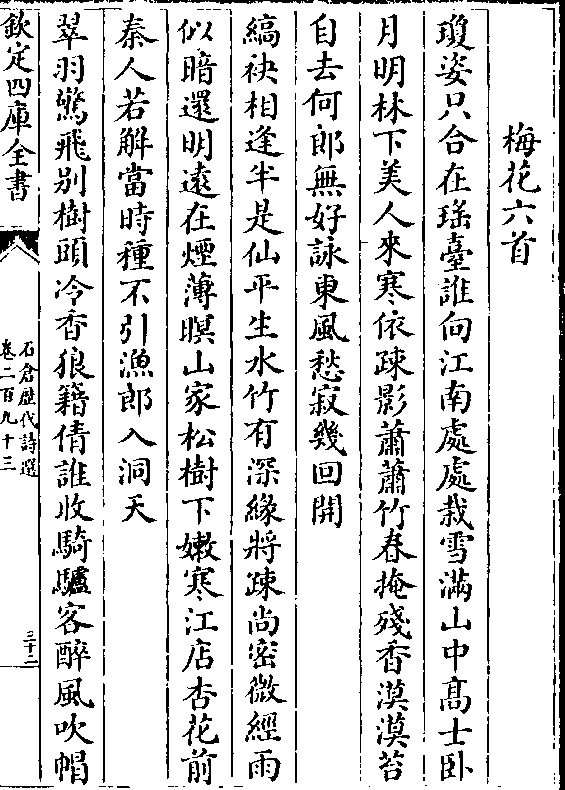 梅花六首
瓊姿只合在瑤臺誰向江南處處栽雪滿山中髙士卧
月明林下美人來寒依疎影蕭蕭竹春掩殘香漠漠苔
自去何郎無好詠東風愁寂幾回開
縞袂相逢半是仙平生水竹有深緣將疎尚密微經雨
似暗還明遠在煙薄暝山家松樹下嫩寒江店杏花前
秦人若解當時種不引漁郎入洞天
翠羽驚飛别樹頭冷香狼籍倩誰收騎驢客醉風吹帽
欽定四庫全書
石倉歴代詩選
卷二百九十三
三十二